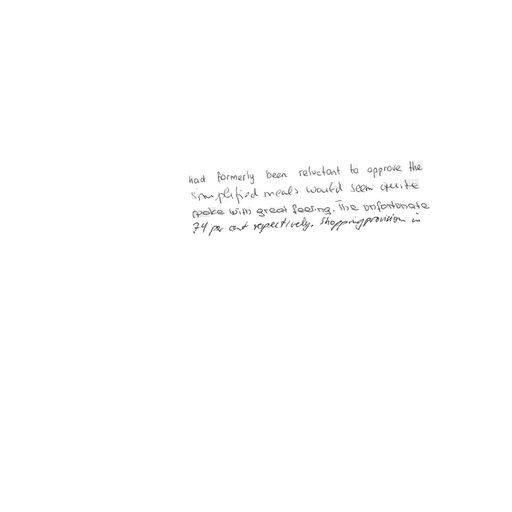 had formerly been reluctant to approve the
simplified meals would seem quite
spoke with great feeling. The unfortunate
74 per cent respectively. Shopping provision in